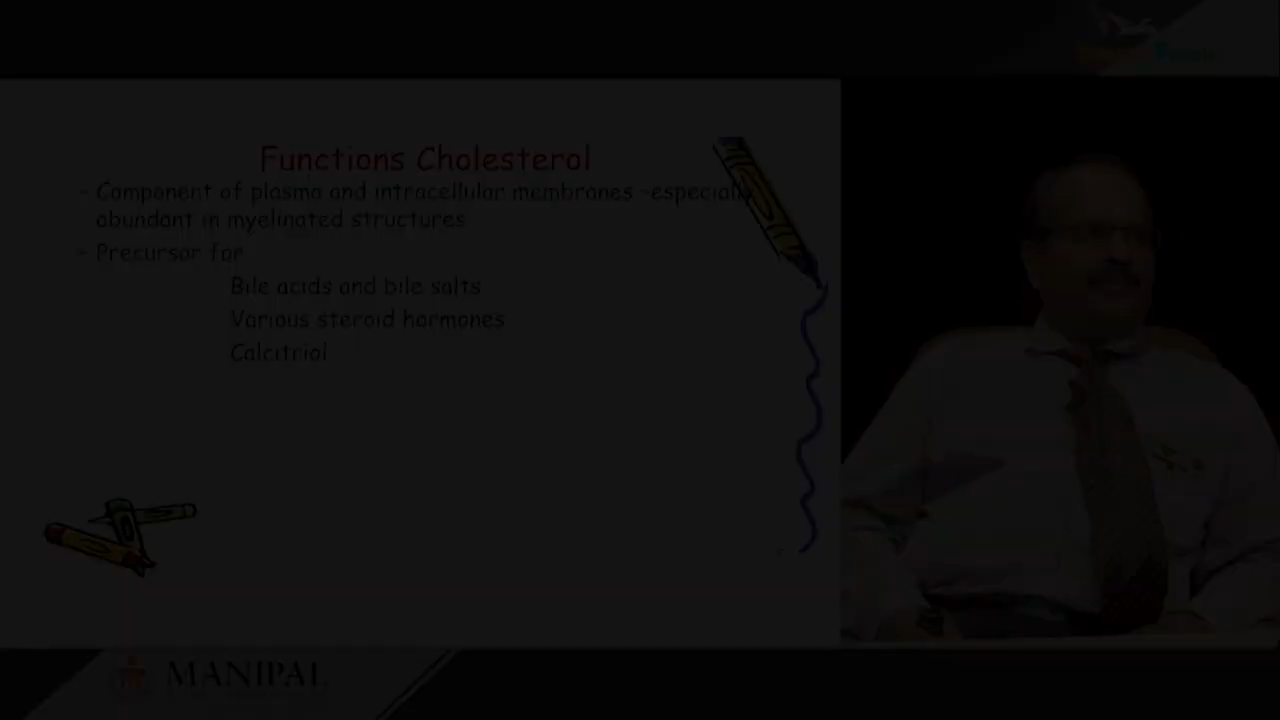 Functions Cholesterol
- Component of plasma and intracellular membranes -especially
abundant in myelinated structures
- Precursor for
Bile acids and bile salts
Various steroid hormones
Calcitriol
MANIPAL